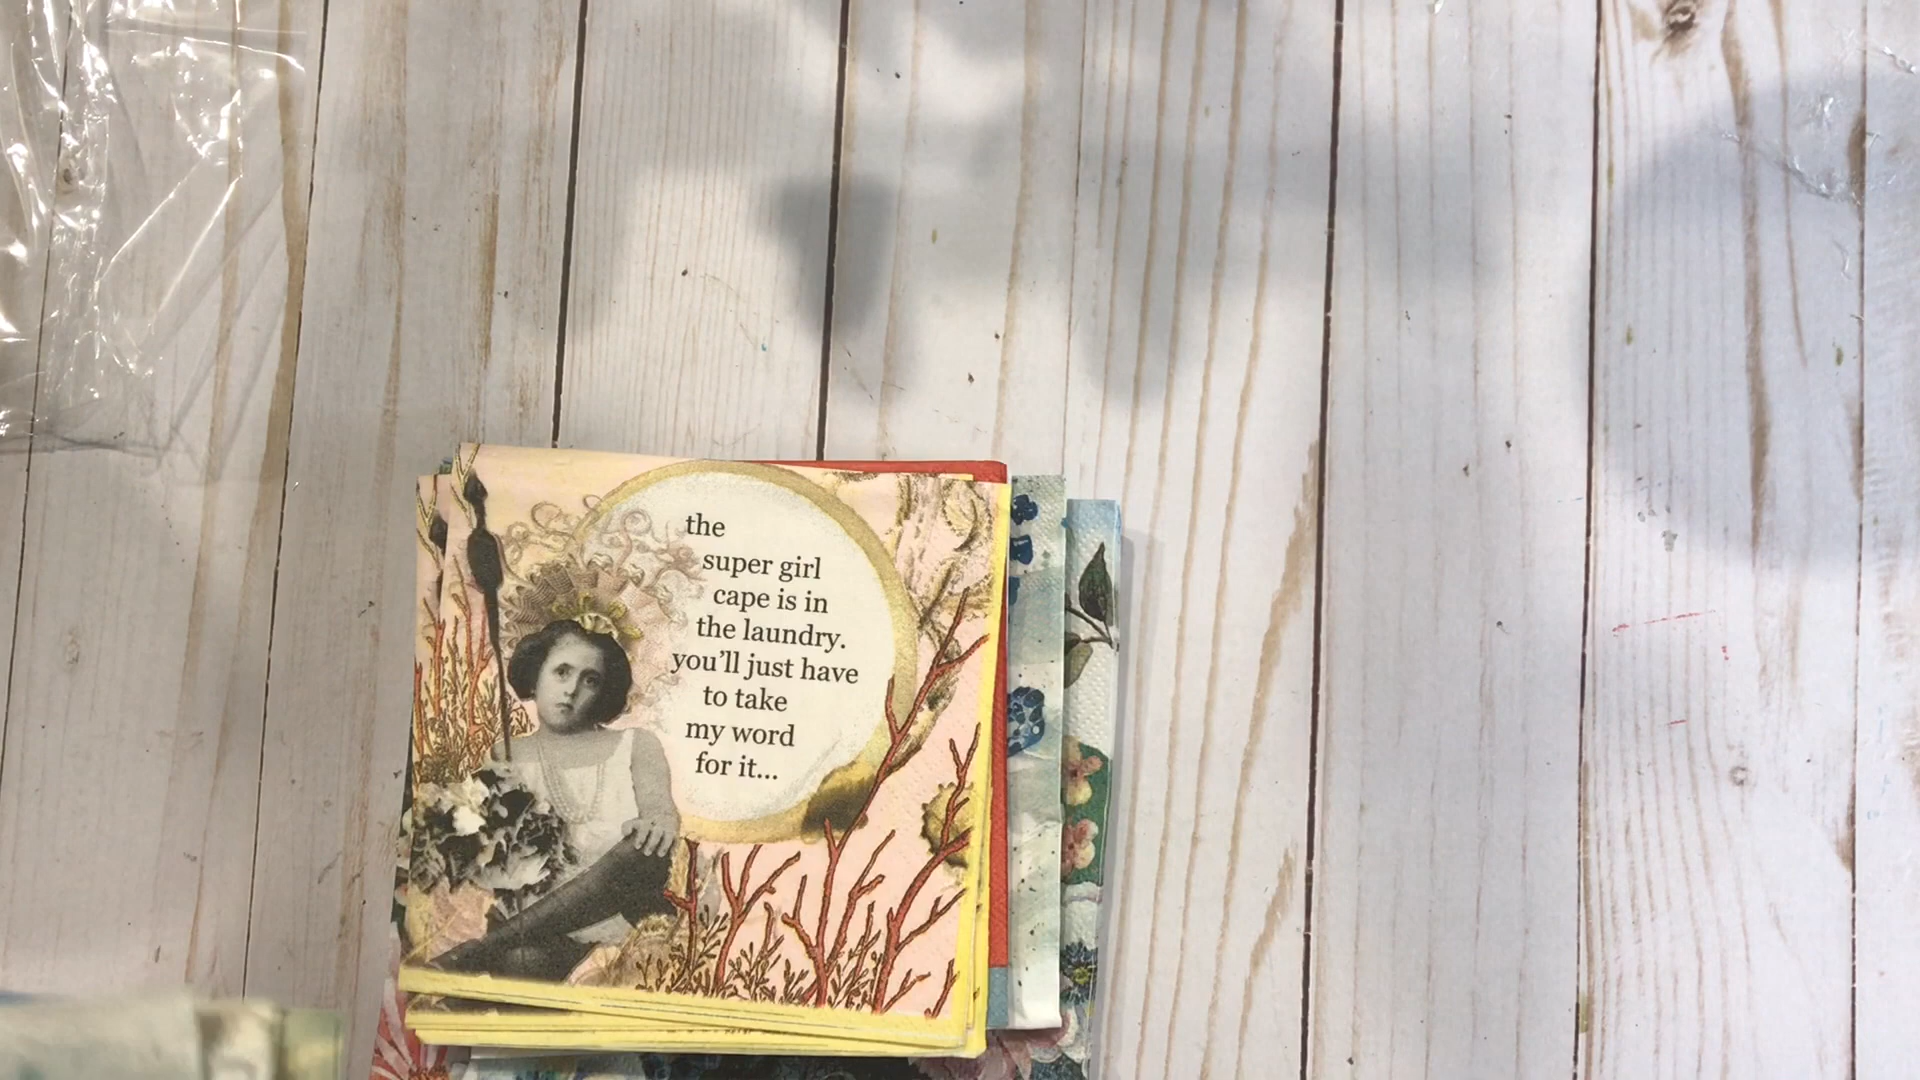 the
super girl
cape is in
the laundry.
you'll just have
to take
my word
for it...